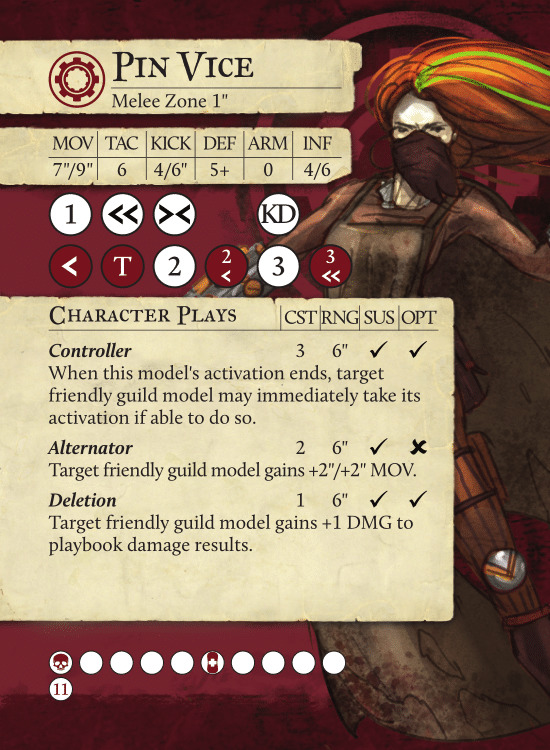 Pin Vice
Melee Zone 1"
MOV TAC KICK DEF ARM INF
7"/9" 6 4/6" 5+ 0 4/6
1 << >< KD
< T 2 2 < 3 3 <<
Character Plays CST RNG SUS OPT
Controller 3 6" ✓ ✓
When this model's activation ends, target
friendly guild model may immediately take its
activation if able to do so.
Alternator 2 6" ✓ ✘
Target friendly guild model gains +2"/+2" MOV.
Deletion 1 6" ✓ ✓
Target friendly guild model gains +1 DMG to
playbook damage results.
11